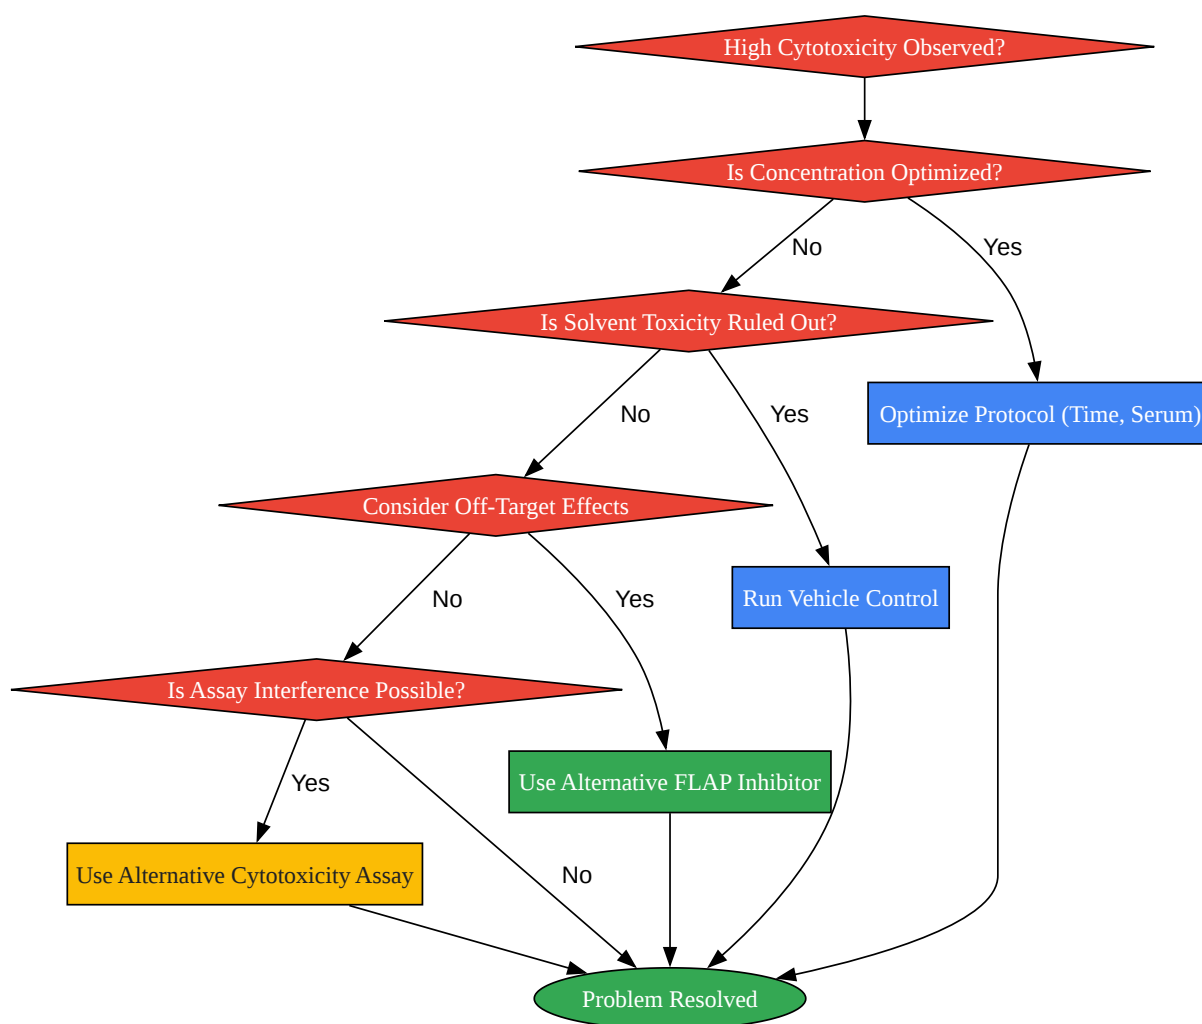 High Cytotoxicity Observed?
Is Concentration Optimized?
No
Yes
Is Solvent Toxicity Ruled Out?
No
Yes
Optimize Protocol (Time, Serum)
Consider Off-Target Effects
No
Yes
Run Vehicle Control
Is Assay Interference Possible?
Yes
Use Alternative FLAP Inhibitor
Use Alternative Cytotoxicity Assay
No
Problem Resolved